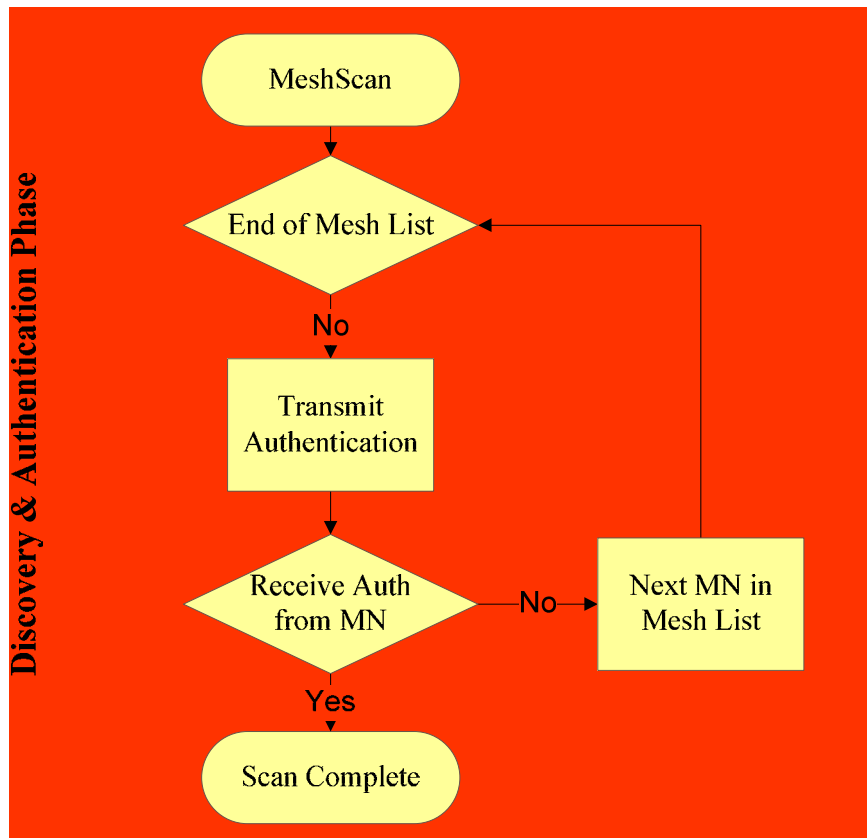 Discovery & Authentication Phase
MeshScan
End of Mesh List
No
Transmit
Authentication
Receive Auth
from MN
No
Next MN in
Mesh List
Yes
Scan Complete